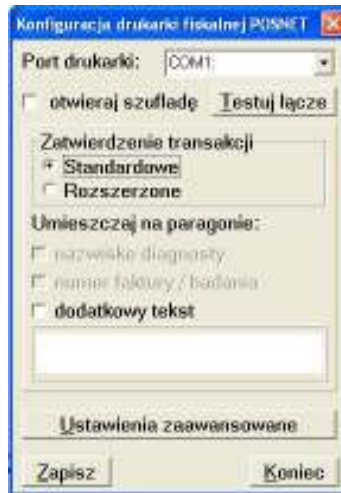 Konfiguracja drukarki fiskalnej POSNET
Port drukarki: COM1:
otwieraj szufladę Testuj łącze
Zatwierdzenie transakcji
Standardowe
Rozszerzone
Umieszczaj na paragonie:
nazwisko diagnosty
numer faktury / badania
dodatkowy tekst
Ustawienia zaawansowane
Zapisz Koniec